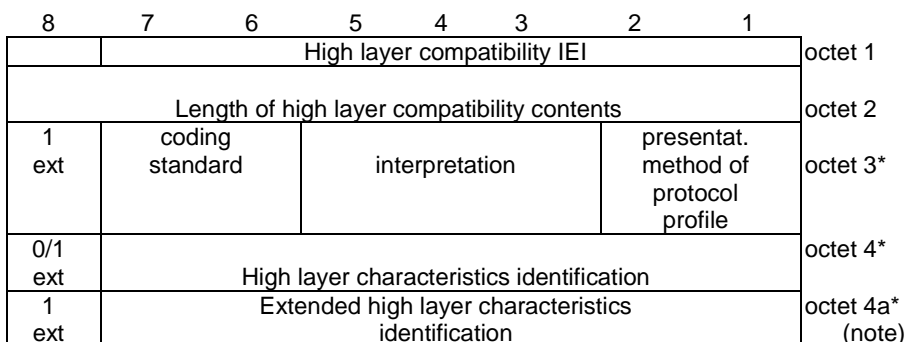 8 7 6 5 4 3 2 1
High layer compatibility IEI octet 1
Length of high layer compatibility contents octet 2
1 coding presentat.
ext standard interpretation method of octet 3*
protocol
profile
0/1 octet 4*
ext High layer characteristics identification
1 Extended high layer characteristics octet 4a*
ext identification (note)